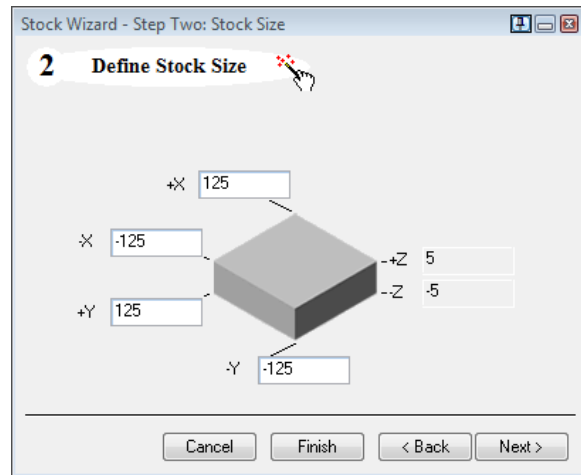 Stock Wizard - Step Two: Stock Size
2 Define Stock Size
+X 125
-X -125
+Z 5
--Z -5
+Y 125
-Y -125
Cancel Finish < Back Next >